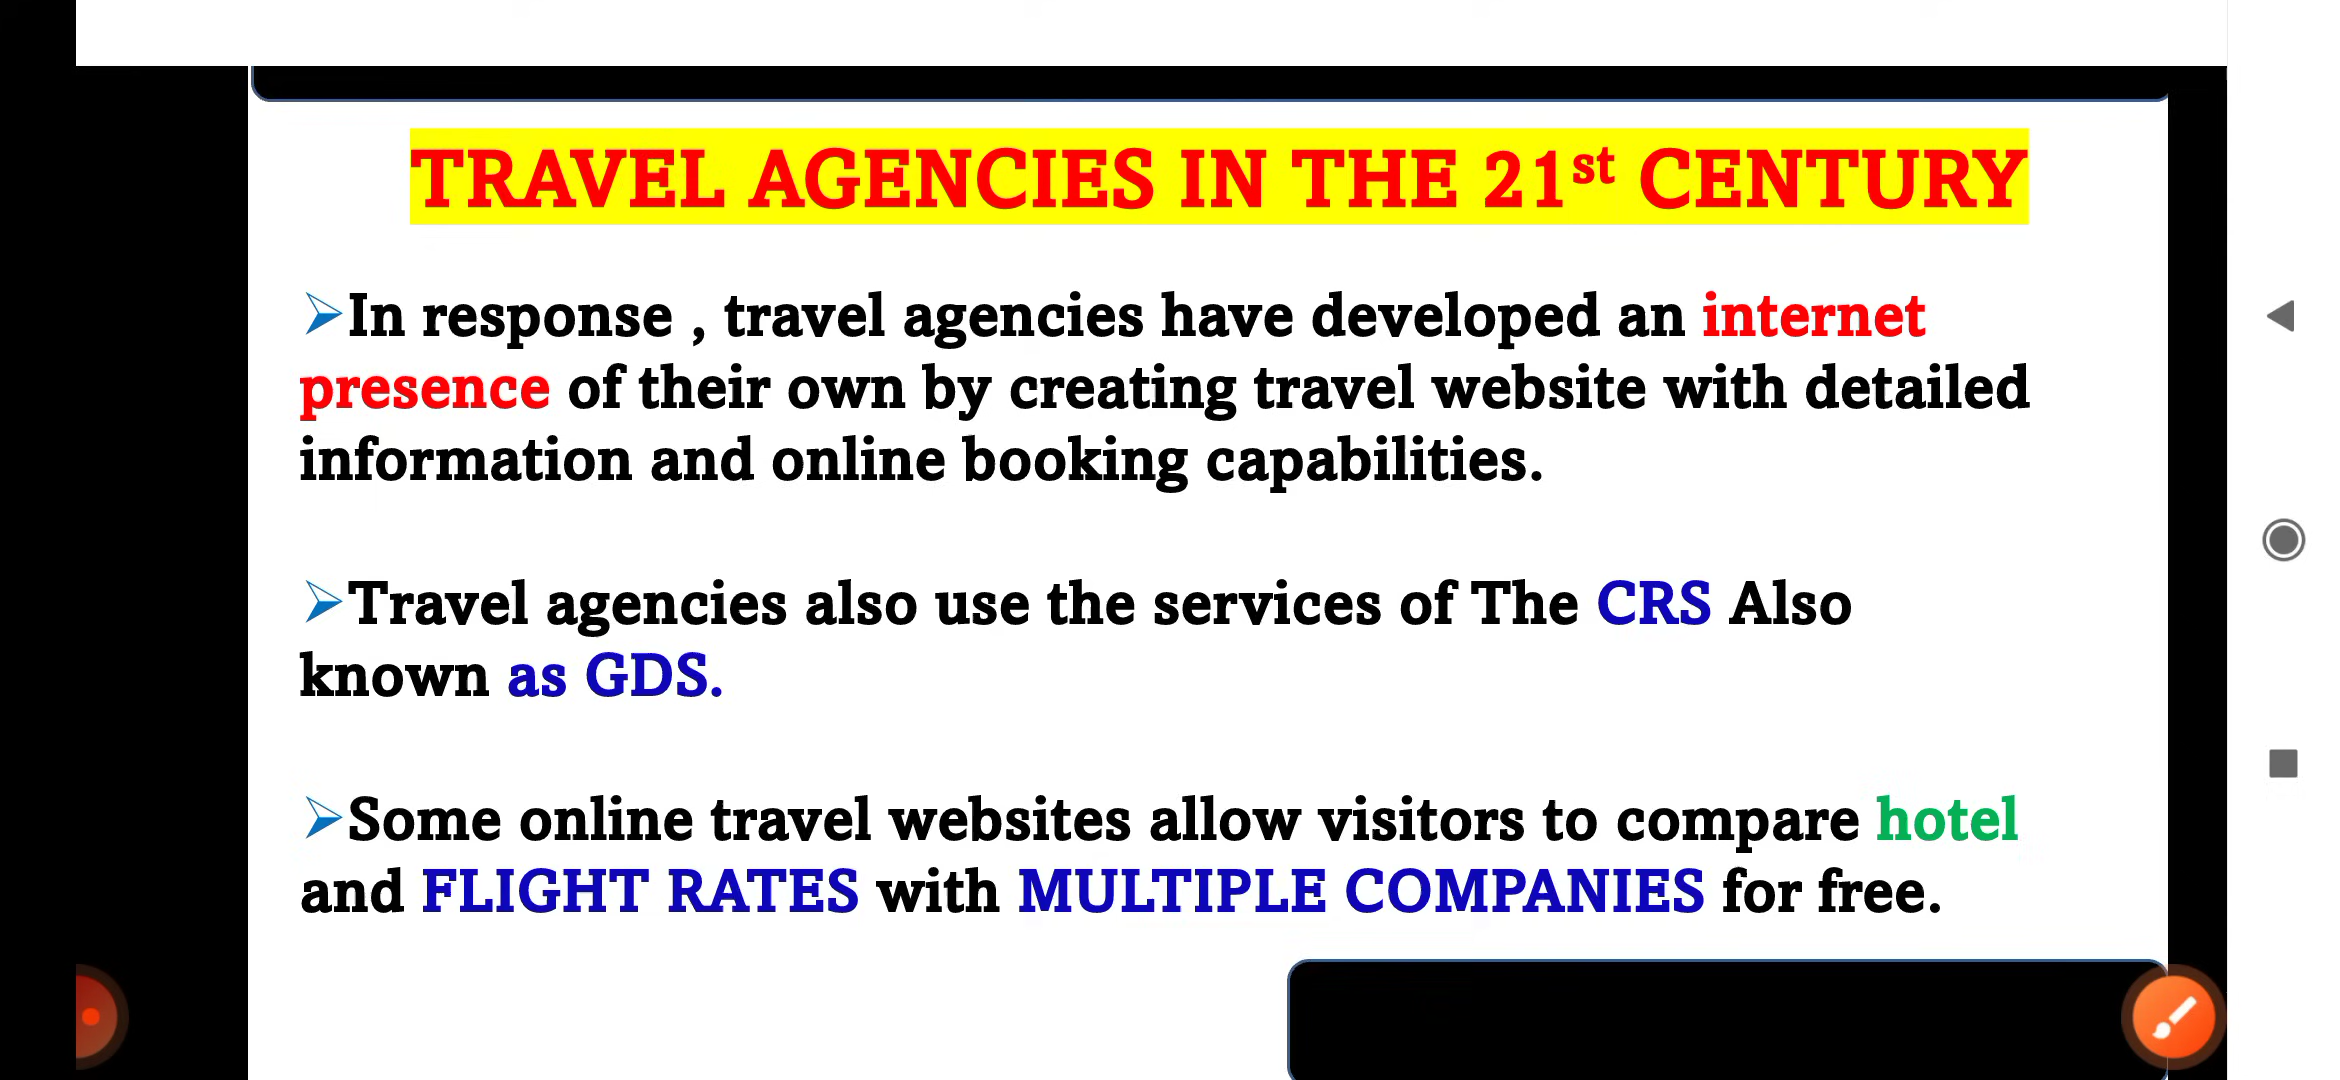 TRAVEL AGENCIES IN THE 21st CENTURY
➢In response , travel agencies have developed an internet
presence of their own by creating travel website with detailed
information and online booking capabilities.
➢Travel agencies also use the services of The CRS Also
known as GDS.
➢Some online travel websites allow visitors to compare hotel
and FLIGHT RATES with MULTIPLE COMPANIES for free.